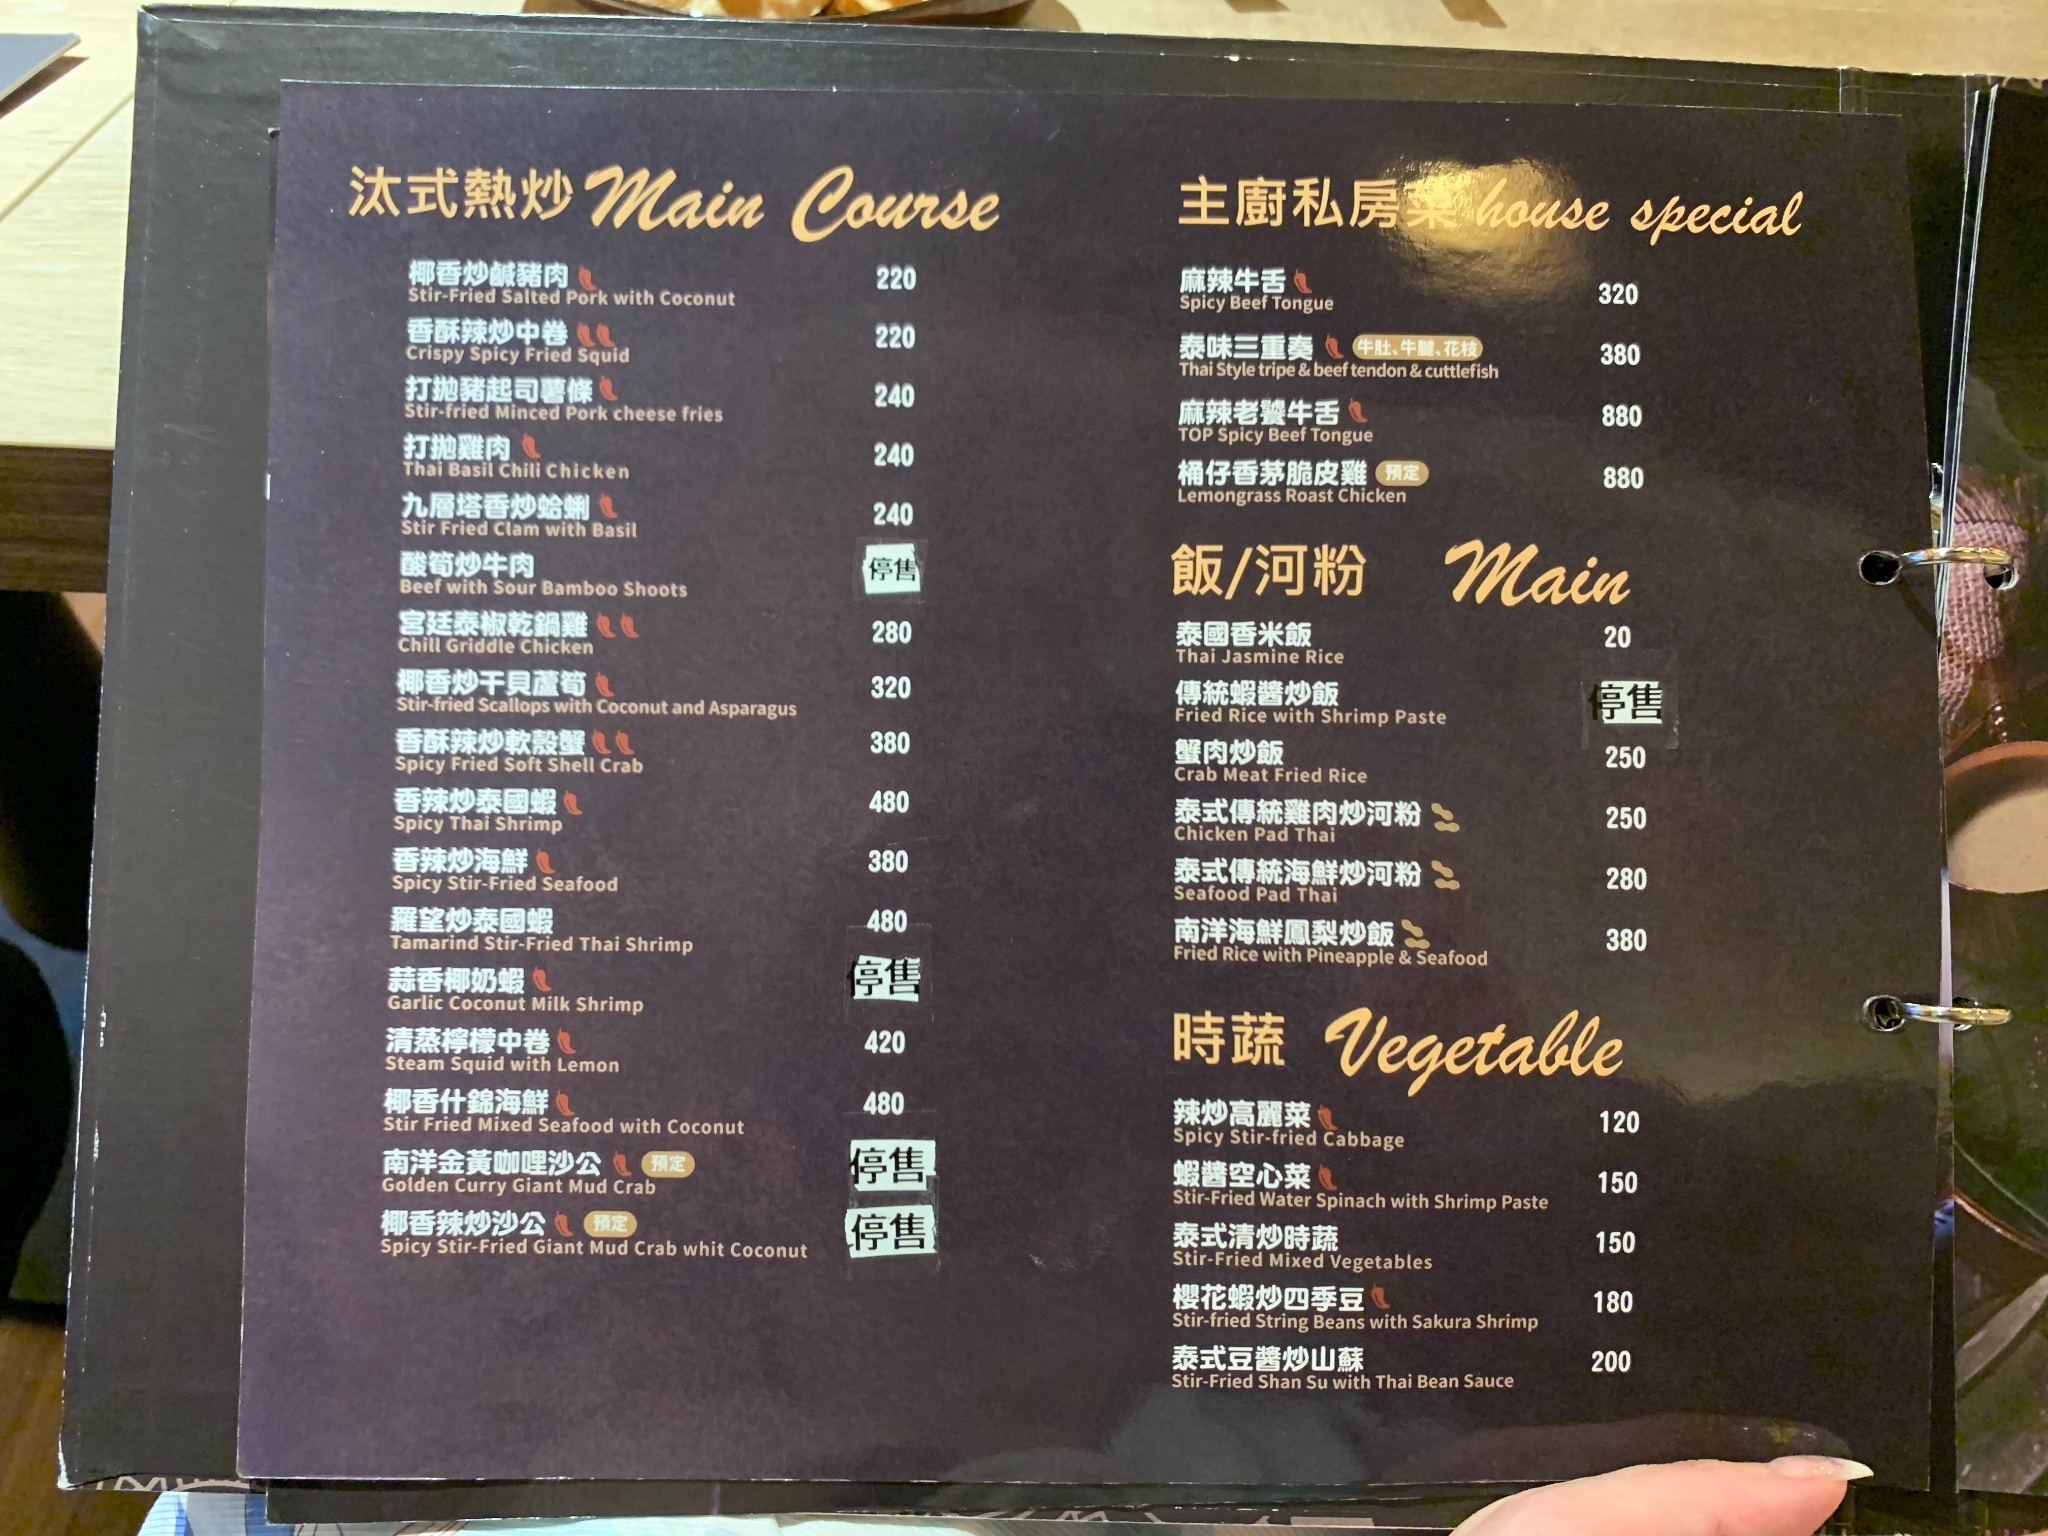 汰式熱炒 Main Course
椰香炒鹹豬肉 220
Stir-Fried Salted Pork with Coconut
香酥辣炒中卷 220
Crispy Spicy Fried Squid
打拋豬起司薯條 240
Stir-fried Minced Pork cheese fries
打拋雞肉 240
Thai Basil Chili Chicken
九層塔香炒蛤蜊 240
Stir Fried Clam with Basil
酸筍炒牛肉 停售
Beef with Sour Bamboo Shoots
宮廷泰椒乾鍋雞 280
Chill Griddle Chicken
椰香炒干貝蘆筍 320
Stir-fried Scallops with Coconut and Asparagus
香酥辣炒軟殼蟹 380
Spicy Fried Soft Shell Crab
香辣炒泰國蝦 480
Spicy Thai Shrimp
香辣炒海鮮 380
Spicy Stir-Fried Seafood
羅望炒泰國蝦 480
Tamarind Stir-Fried Thai Shrimp
蒜香椰奶蝦 停售
Garlic Coconut Milk Shrimp
清蒸檸檬中卷 420
Steam Squid with Lemon
椰香什錦海鮮 480
Stir Fried Mixed Seafood with Coconut
南洋金黃咖哩沙公 預定 停售
Golden Curry Giant Mud Crab
椰香辣炒沙公 預定 停售
Spicy Stir-Fried Giant Mud Crab whit Coconut
主廚私房菜 house special
麻辣牛舌 320
Spicy Beef Tongue
泰味三重奏 牛肚、牛腱、花枝 380
Thai Style tripe & beef tendon & cuttlefish
麻辣老饕牛舌 880
TOP Spicy Beef Tongue
桶仔香茅脆皮雞 預定 880
Lemongrass Roast Chicken
飯/河粉 Main
泰國香米飯 20
Thai Jasmine Rice
傳統蝦醬炒飯 停售
Fried Rice with Shrimp Paste
蟹肉炒飯 250
Crab Meat Fried Rice
泰式傳統雞肉炒河粉 250
Chicken Pad Thai
泰式傳統海鮮炒河粉 280
Seafood Pad Thai
南洋海鮮鳳梨炒飯 380
Fried Rice with Pineapple & Seafood
時蔬 Vegetable
辣炒高麗菜 120
Spicy Stir-fried Cabbage
蝦醬空心菜 150
Stir-Fried Water Spinach with Shrimp Paste
泰式清炒時蔬 150
Stir-Fried Mixed Vegetables
櫻花蝦炒四季豆 180
Stir-fried String Beans with Sakura Shrimp
泰式豆醬炒山蘇 200
Stir-Fried Shan Su with Thai Bean Sauce